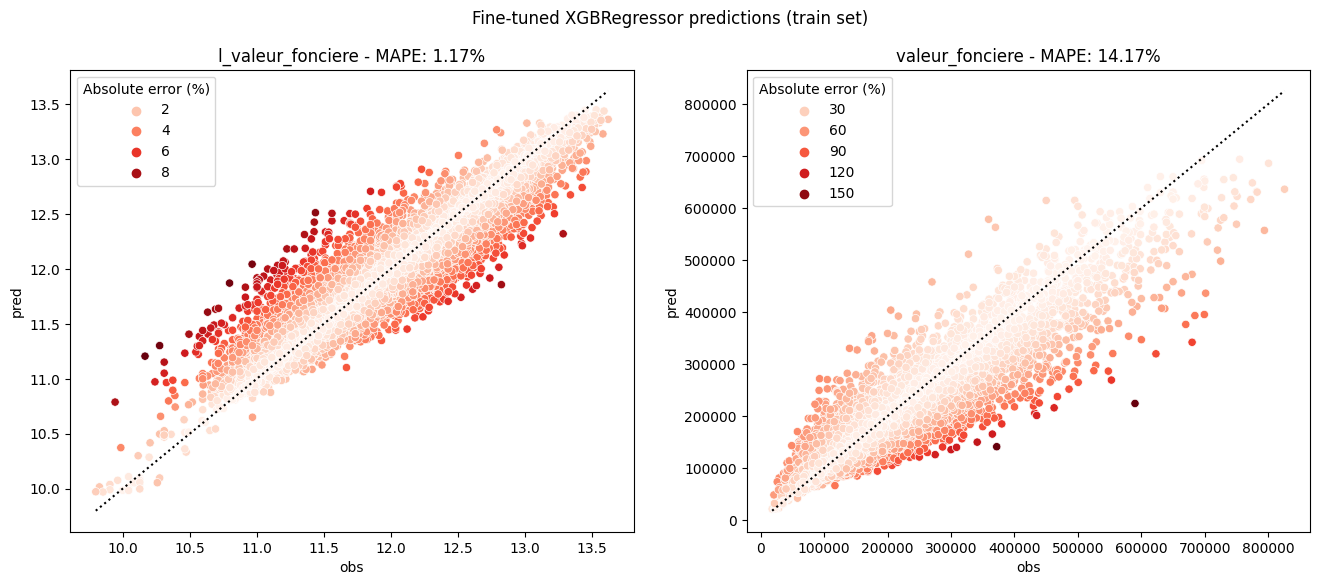 Fine-tuned XGBRegressor predictions (train set)
l_valeur_fonciere - MAPE: 1.17%
Absolute error (%)
2
4
6
8
13.5
13.0
12.5
12.0
11.5
11.0
10.5
10.0
pred
10.0 10.5 11.0 11.5 12.0 12.5 13.0 13.5
obs
valeur_fonciere - MAPE: 14.17%
Absolute error (%)
30
60
90
120
150
800000
700000
600000
500000
400000
300000
200000
100000
0
pred
0 100000 200000 300000 400000 500000 600000 700000 800000
obs